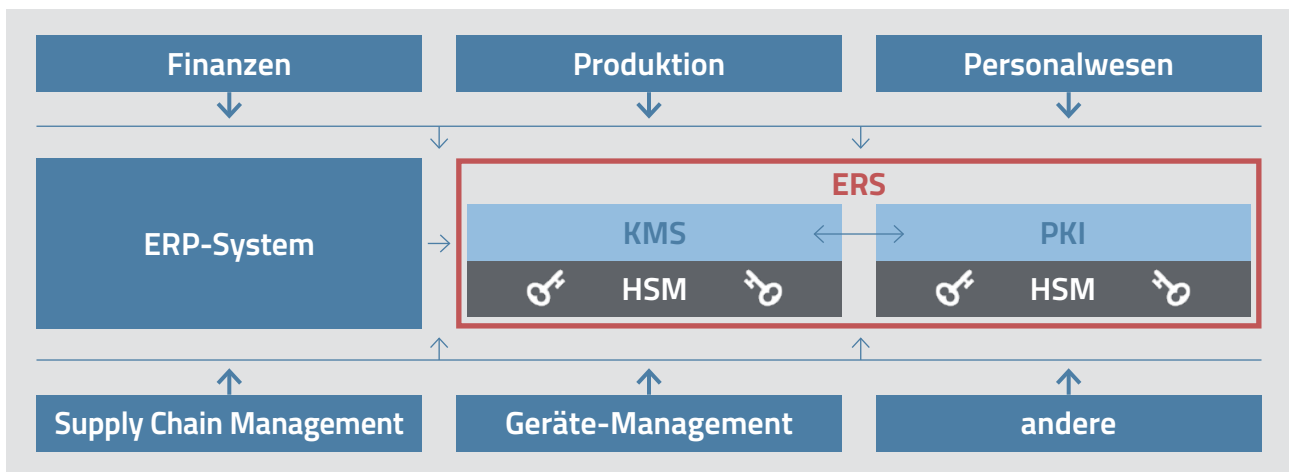 Finanzen
Produktion
Personalwesen
ERP-System
ERS
KMS
PKI
HSM
HSM
Supply Chain Management
Geräte-Management
andere